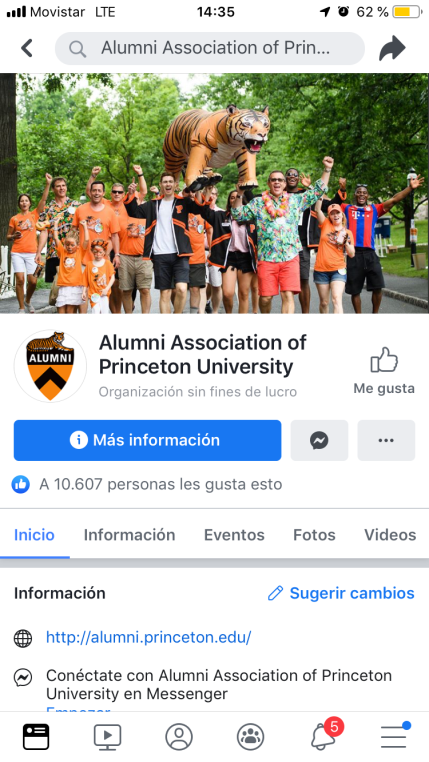 Movistar LTE 14:35 62 %
Alumni Association of Prin...
ALUMNI
Alumni Association of
Princeton University
Organización sin fines de lucro
Me gusta
Más información
A 10.607 personas les gusta esto
Inicio Información Eventos Fotos Videos
Información Sugerir cambios
http://alumni.princeton.edu/
Conéctate con Alumni Association of Princeton
University en Messenger
Empezar
5